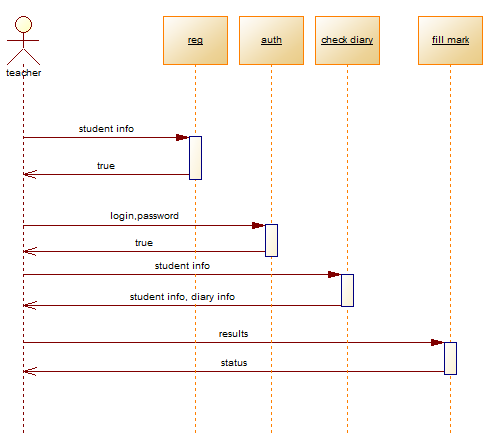 req
auth
check diary
fill mark
teacher
student info
true
login,password
true
student info
student info, diary info
results
status